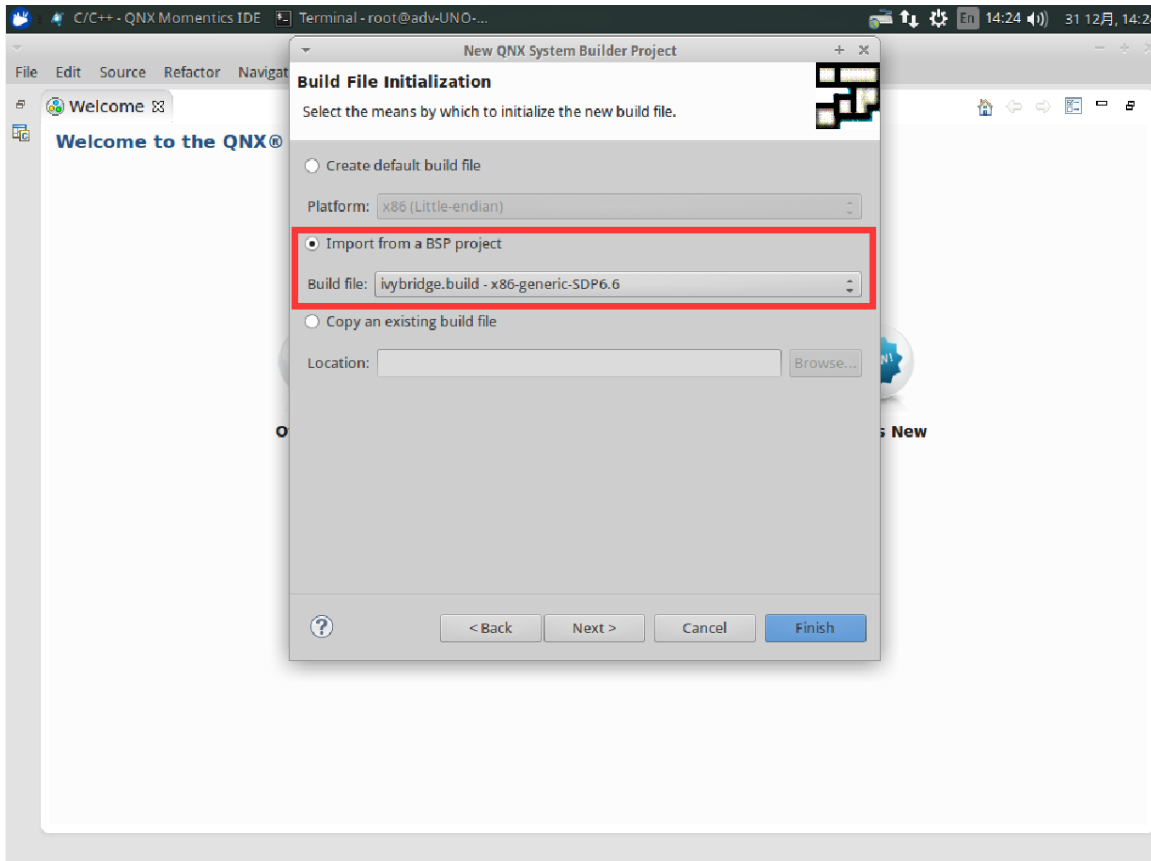 C/C++ - QNX Momentics IDE Terminal - root@adv-UNO-... En 14:24 31 12月, 14:24
New QNX System Builder Project
File Edit Source Refactor Navigat
Build File Initialization
Select the means by which to initialize the new build file.
Welcome
Welcome to the QNX®
Create default build file
Platform: x86 (Little-endian)
Import from a BSP project
Build file: ivybridge.build - x86-generic-SDP6.6
Copy an existing build file
Location: Browse...
N!
O
s New
? < Back Next > Cancel Finish